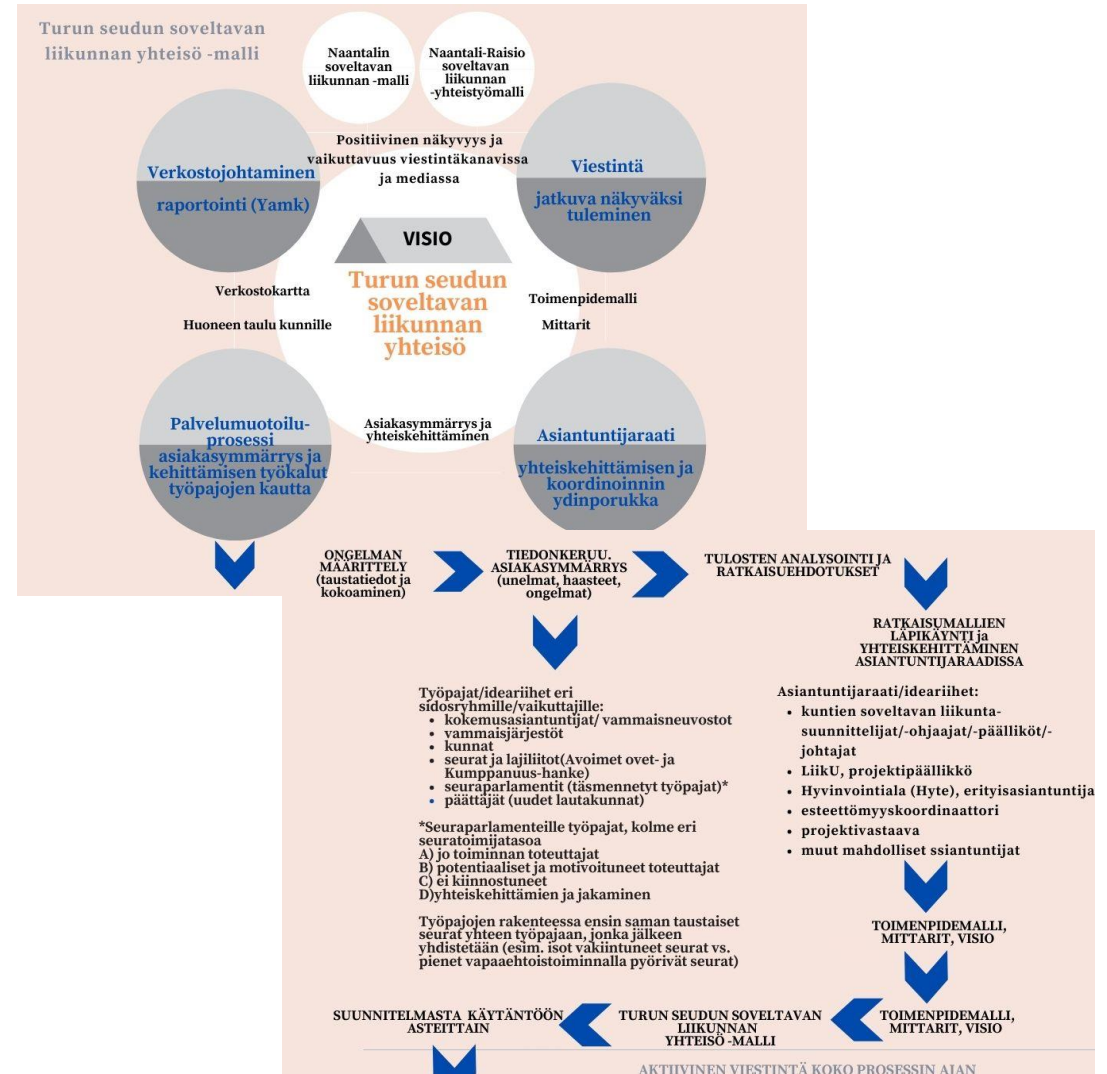 Turun seudun soveltavan
liikunnan yhteisö -malli
Naantalin
soveltavan
liikunnan -malli
Naantali-Raisio
soveltavan
liikunnan
-yhteistyömalli
Positiivinen näkyvyys ja
vaikuttavuus viestintäkanavissa
ja mediassa
Verkostojohtaminen
raportointi (Yamk)
Viestintä
jatkuva näkyväksi
tuleminen
VISIO
Turun seudun
soveltavan
liikunnan
yhteisö
Verkostokartta
Huoneen taulu kunnille
Toimenpidemalli
Mittarit
Palvelumuotoilu-
prosessi
asiakasymmärrys ja
kehittämisen työkalut
työpajojen kautta
Asiakasymmärrys ja
yhteiskehittäminen
Asiantuntijaraati
yhteiskehittämisen ja
koordinoinnin
ydinporukka
ONGELMAN
MÄÄRITTELY
(taustatiedot ja
kokoaminen)
TIEDONKERUU.
ASIAKASYMMÄRRYS
(unelmat, haasteet,
ongelmat)
TULOSTEN ANALYSOINTI JA
RATKAISUEHDOTUKSET
RATKAISUMALLIEN
LÄPIKÄYNTI ja
YHTEISKEHITTÄMINEN
ASIANTUNTIJARAADISSA
Työpajat/ideariihet eri
sidosryhmille/vaikuttajille:
• kokemusasiantuntijat/ vammaisneuvostot
• vammaisjärjestöt
• kunnat
• seurat ja lajiliitot(Avoimet ovet- ja
Kumppanuus-hanke)
• seuraparlamentit (täsmennetyt työpajat)*
• päättäjät (uudet lautakunnat)
*Seuraparlamenteille työpajat, kolme eri
seuratoimijatasoa
A) jo toiminnan toteuttajat
B) potentiaaliset ja motivoituneet toteuttajat
C) ei kiinnostuneet
D)yhteiskehittämien ja jakaminen
Työpajojen rakenteessa ensin saman taustaiset
seurat yhteen työpajaan, jonka jälkeen
yhdistetään (esim. isot vakiintuneet seurat vs.
pienet vapaaehtoistoiminnalla pyörivät seurat)
Asiantuntijaraati/ideariihet:
• kuntien soveltavan liikunta-
suunnittelijat/-ohjaajat/-päälliköt/-
johtajat
• LiikU, projektipäällikkö
• Hyvinvointiala (Hyte), erityisasiantuntija
• esteettömyyskoordinaattori
• projektivastaava
• muut mahdolliset ssiantuntijat
TOIMENPIDEMALLI,
MITTARIT, VISIO
TOIMENPIDEMALLI,
MITTARIT, VISIO
TURUN SEUDUN SOVELTAVAN
LIIKUNNAN
YHTEISÖ -MALLI
SUUNNITELMASTA KÄYTÄNTÖÖN
ASTEITTAIN
AKTIIVINEN VIESTINTÄ KOKO PROSESSIN AJAN